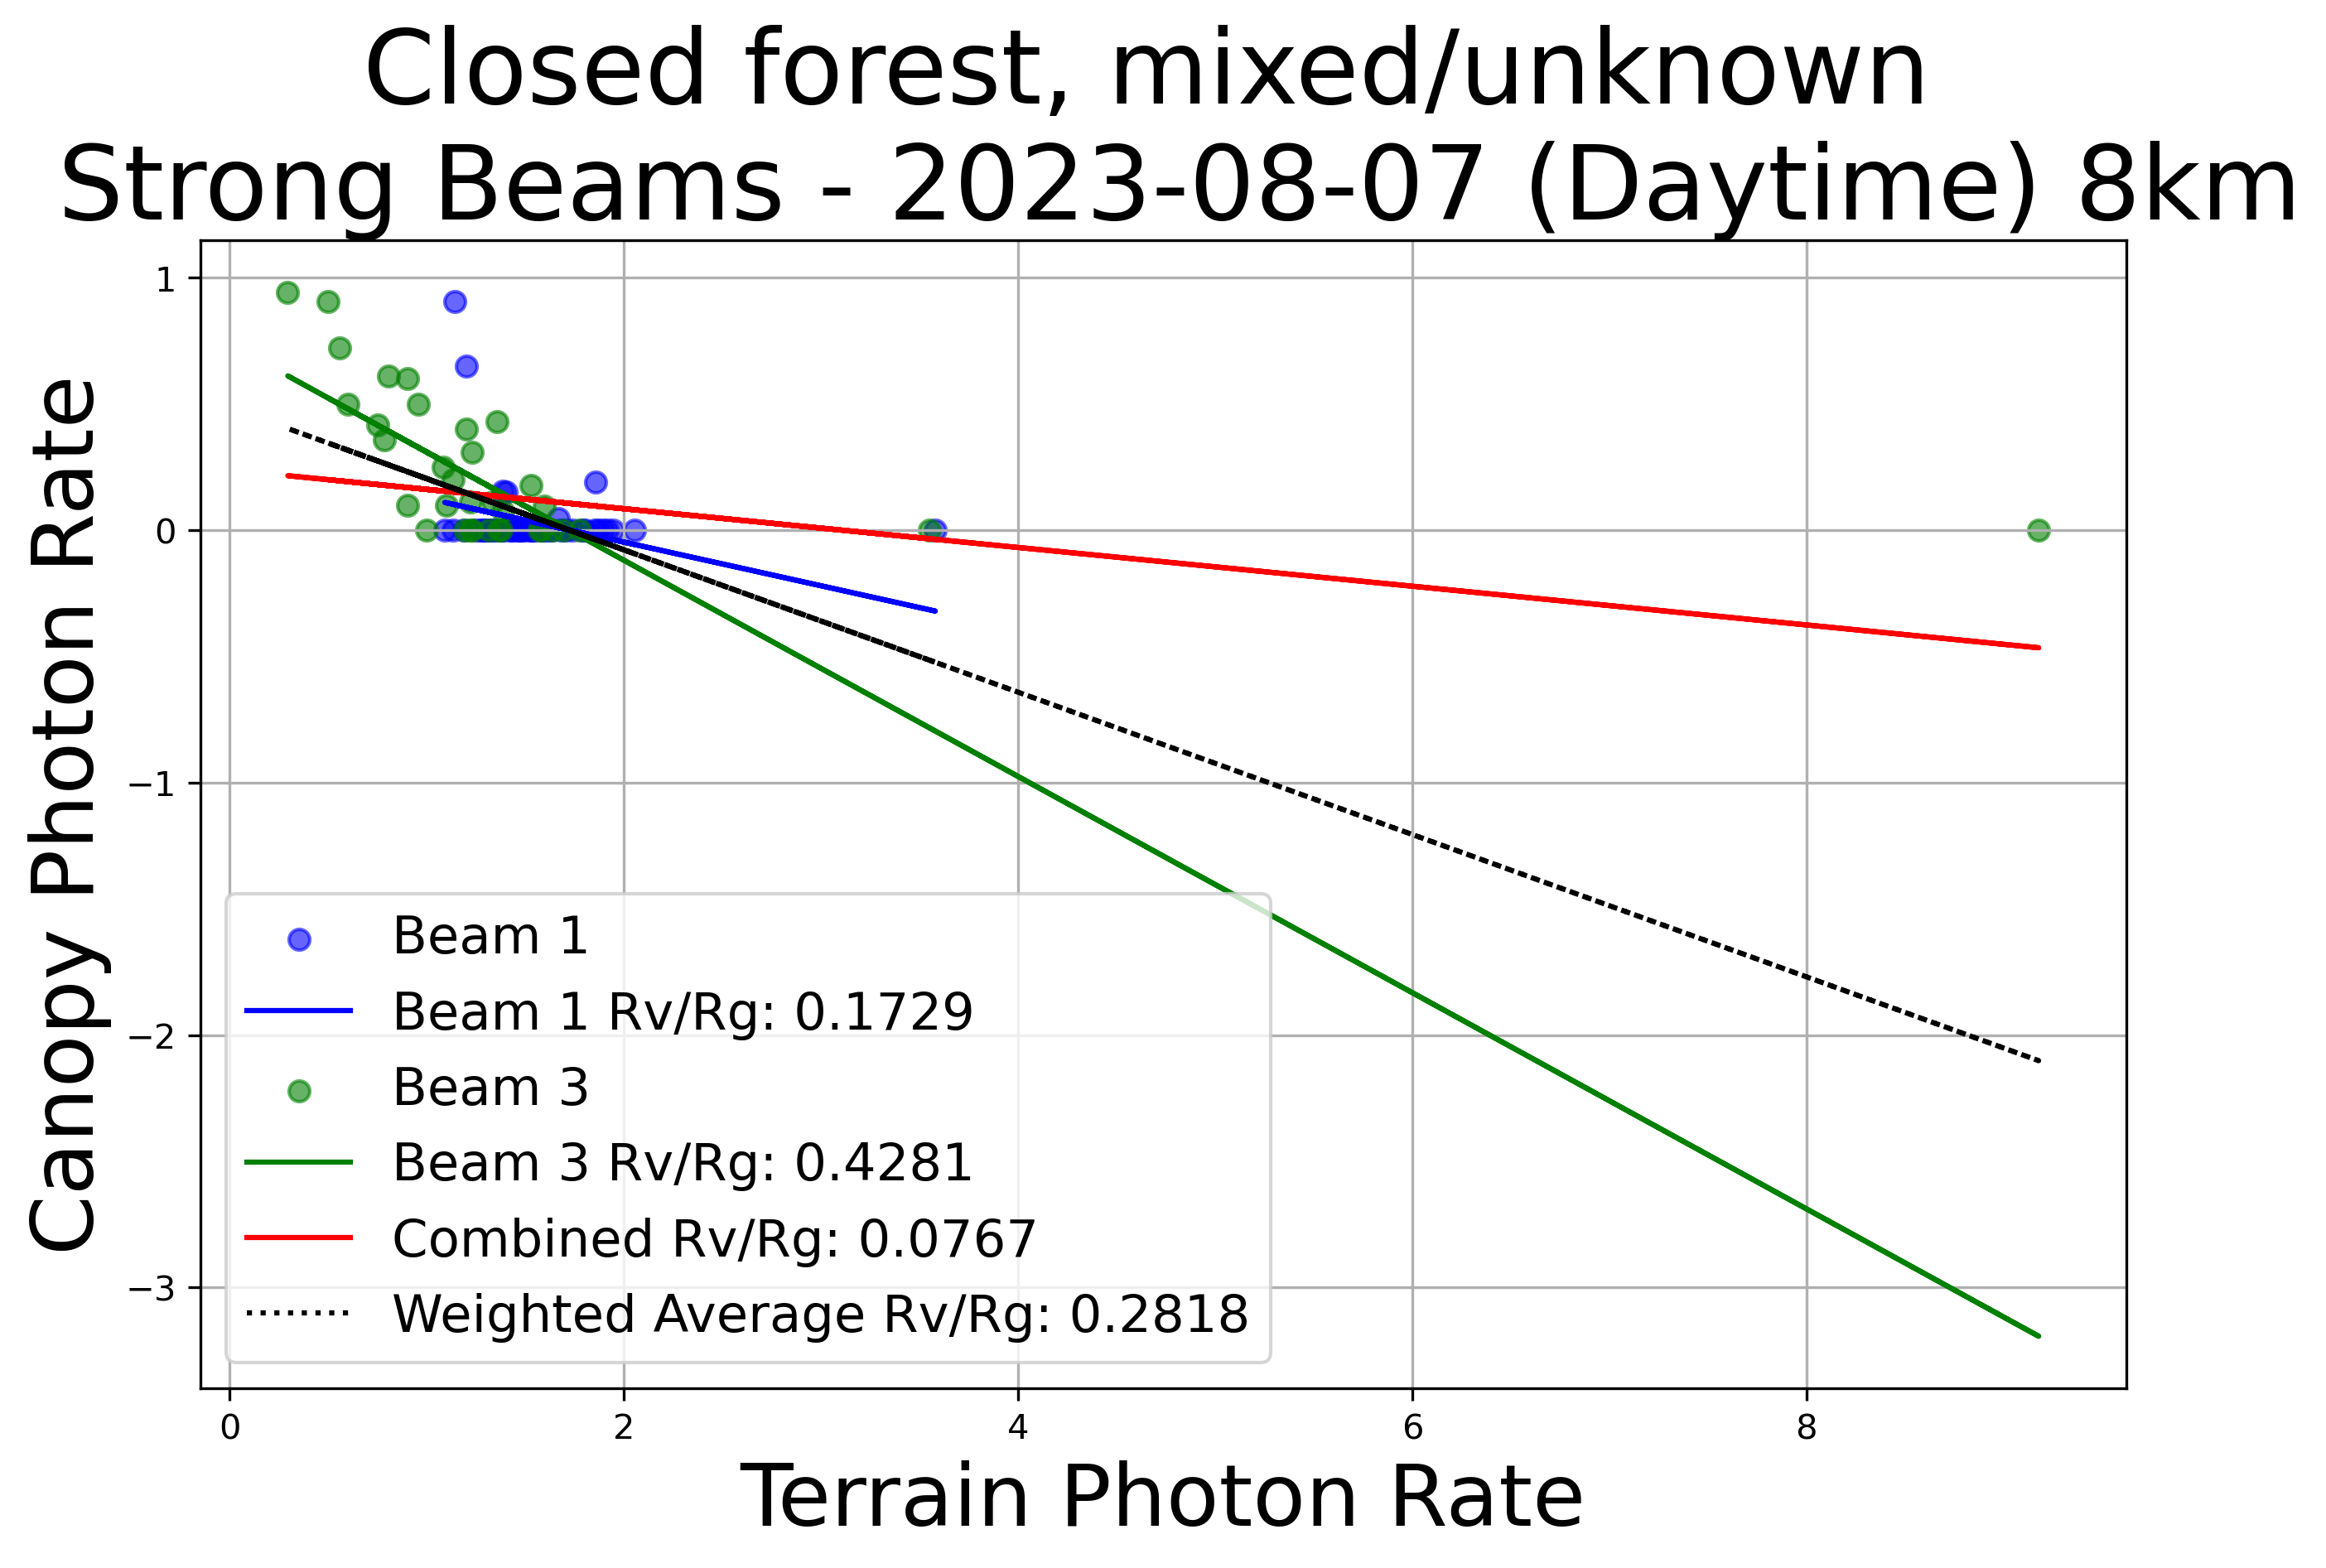 Closed forest, mixed/unknown
Strong Beams - 2023-08-07 (Daytime) 8km
Canopy Photon Rate
1
0
−1
−2
−3
Beam 1
Beam 1 Rv/Rg: 0.1729
Beam 3
Beam 3 Rv/Rg: 0.4281
Combined Rv/Rg: 0.0767
Weighted Average Rv/Rg: 0.2818
0 2 4 6 8
Terrain Photon Rate